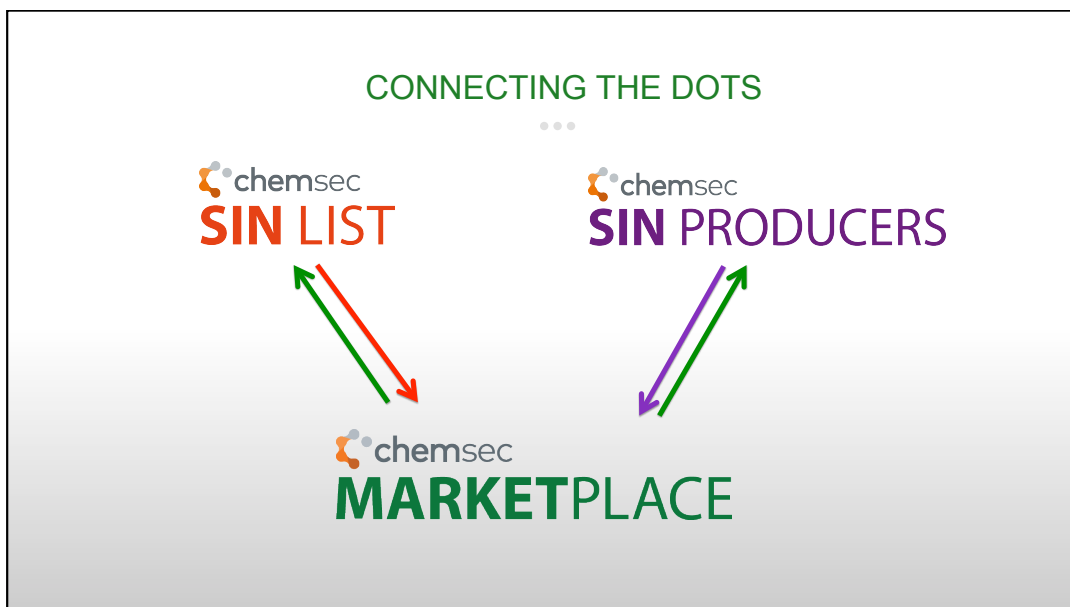 CONNECTING THE DOTS
chemsec
SIN LIST
chemsec
SIN PRODUCERS
chemsec
MARKETPLACE